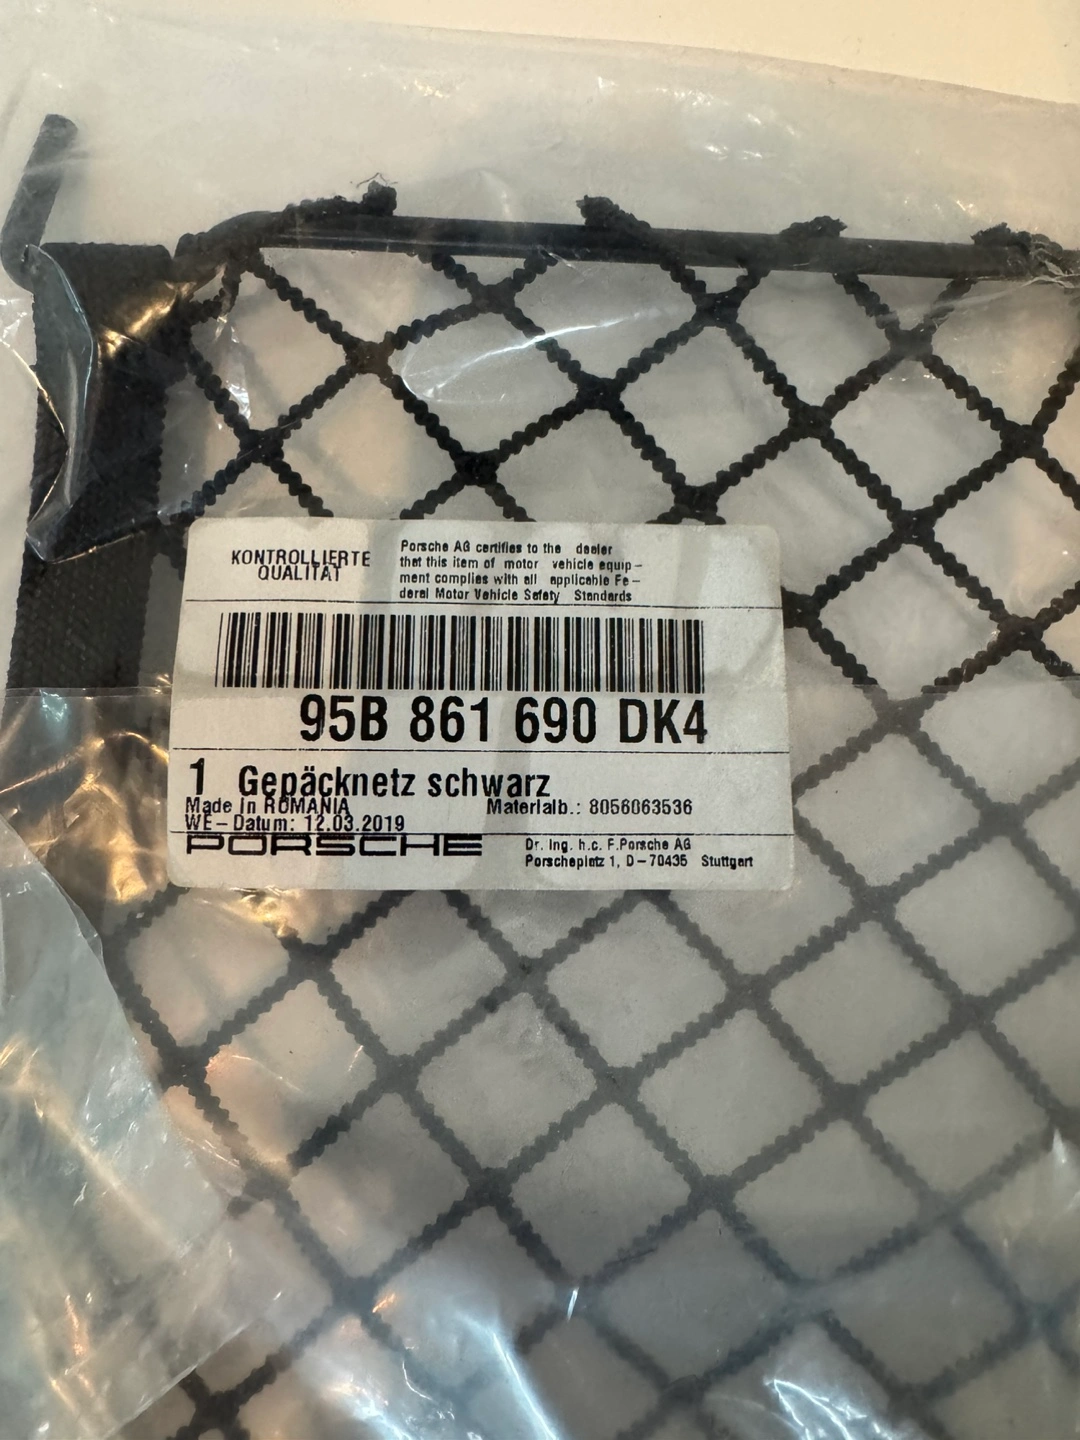 KONTROLLIERTE
QUALITÄT
Porsche AG certifies to the dealer
that this item of motor vehicle equip-
ment complies with all applicable Fe-
deral Motor Vehicle Safety Standards
95B 861 690 DK4
1 Gepäcknetz schwarz
Made in ROMANIA Materialb.: 8056063536
WE-Datum: 12.03.2019
PORSCHE
Dr. Ing. h.c. F.Porsche AG
Porscheplatz 1, D-70435 Stuttgart